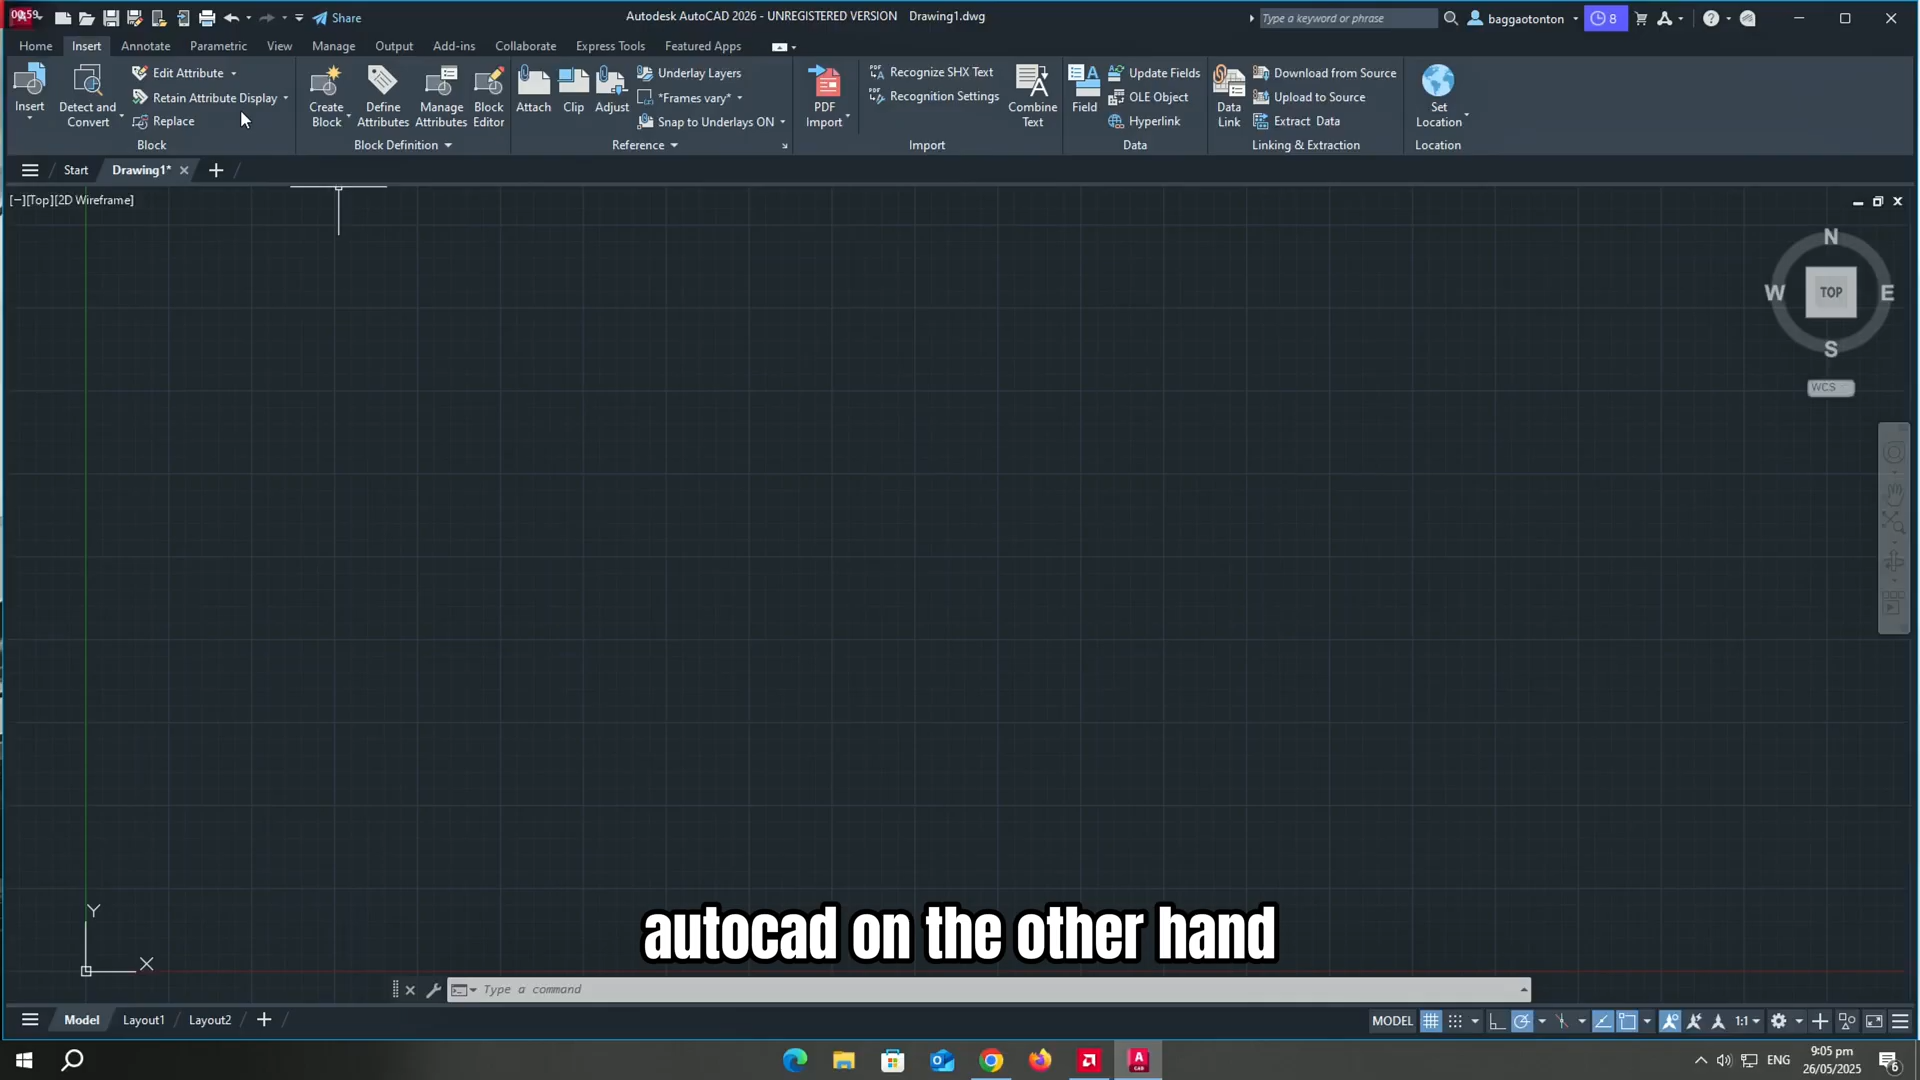 00:59
Share
Autodesk AutoCAD 2026 - UNREGISTERED VERSION Drawing1.dwg
Type a keyword or phrase
baggaotonton
8
Home Insert Annotate Parametric View Manage Output Add-ins Collaborate Express Tools Featured Apps
Insert
Detect and Convert
Edit Attribute
Retain Attribute Display
Replace
Block
Create Block
Define Attributes
Manage Attributes
Block Editor
Block Definition
Attach
Clip
Adjust
Underlay Layers
*Frames vary*
Snap to Underlays ON
Reference
PDF Import
Recognize SHX Text
Recognition Settings
Combine Text
Import
Field
Update Fields
OLE Object
Hyperlink
Data
Data Link
Download from Source
Upload to Source
Extract Data
Linking & Extraction
Set Location
Location
Start
Drawing1*
[−][Top][2D Wireframe]
N
W TOP E
S
WCS
Y
X
autocad on the other hand
Type a command
Model Layout1 Layout2
MODEL
1:1
ENG
9:05 pm
26/05/2025
6